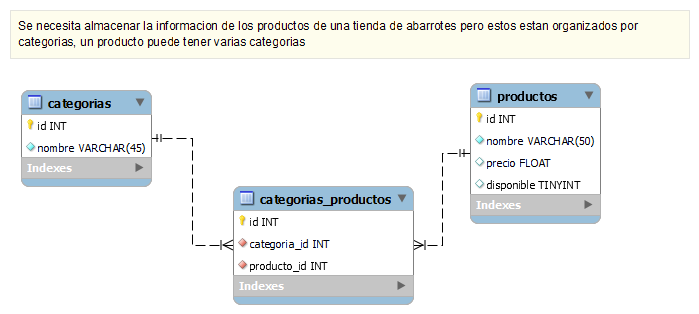 Se necesita almacenar la informacion de los productos de una tienda de abarrotes pero estos estan organizados por
categorias, un producto puede tener varias categorias
categorias
id INT
nombre VARCHAR(45)
Indexes
productos
id INT
nombre VARCHAR(50)
precio FLOAT
disponible TINYINT
Indexes
categorias_productos
id INT
categoria_id INT
producto_id INT
Indexes